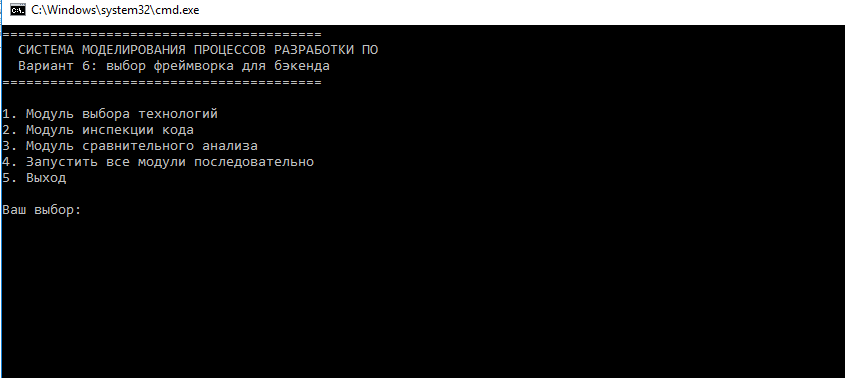 C:\Windows\system32\cmd.exe
========================================
СИСТЕМА МОДЕЛИРОВАНИЯ ПРОЦЕССОВ РАЗРАБОТКИ ПО
Вариант 6: выбор фреймворка для бэкенда
========================================
1. Модуль выбора технологий
2. Модуль инспекции кода
3. Модуль сравнительного анализа
4. Запустить все модули последовательно
5. Выход
Ваш выбор: